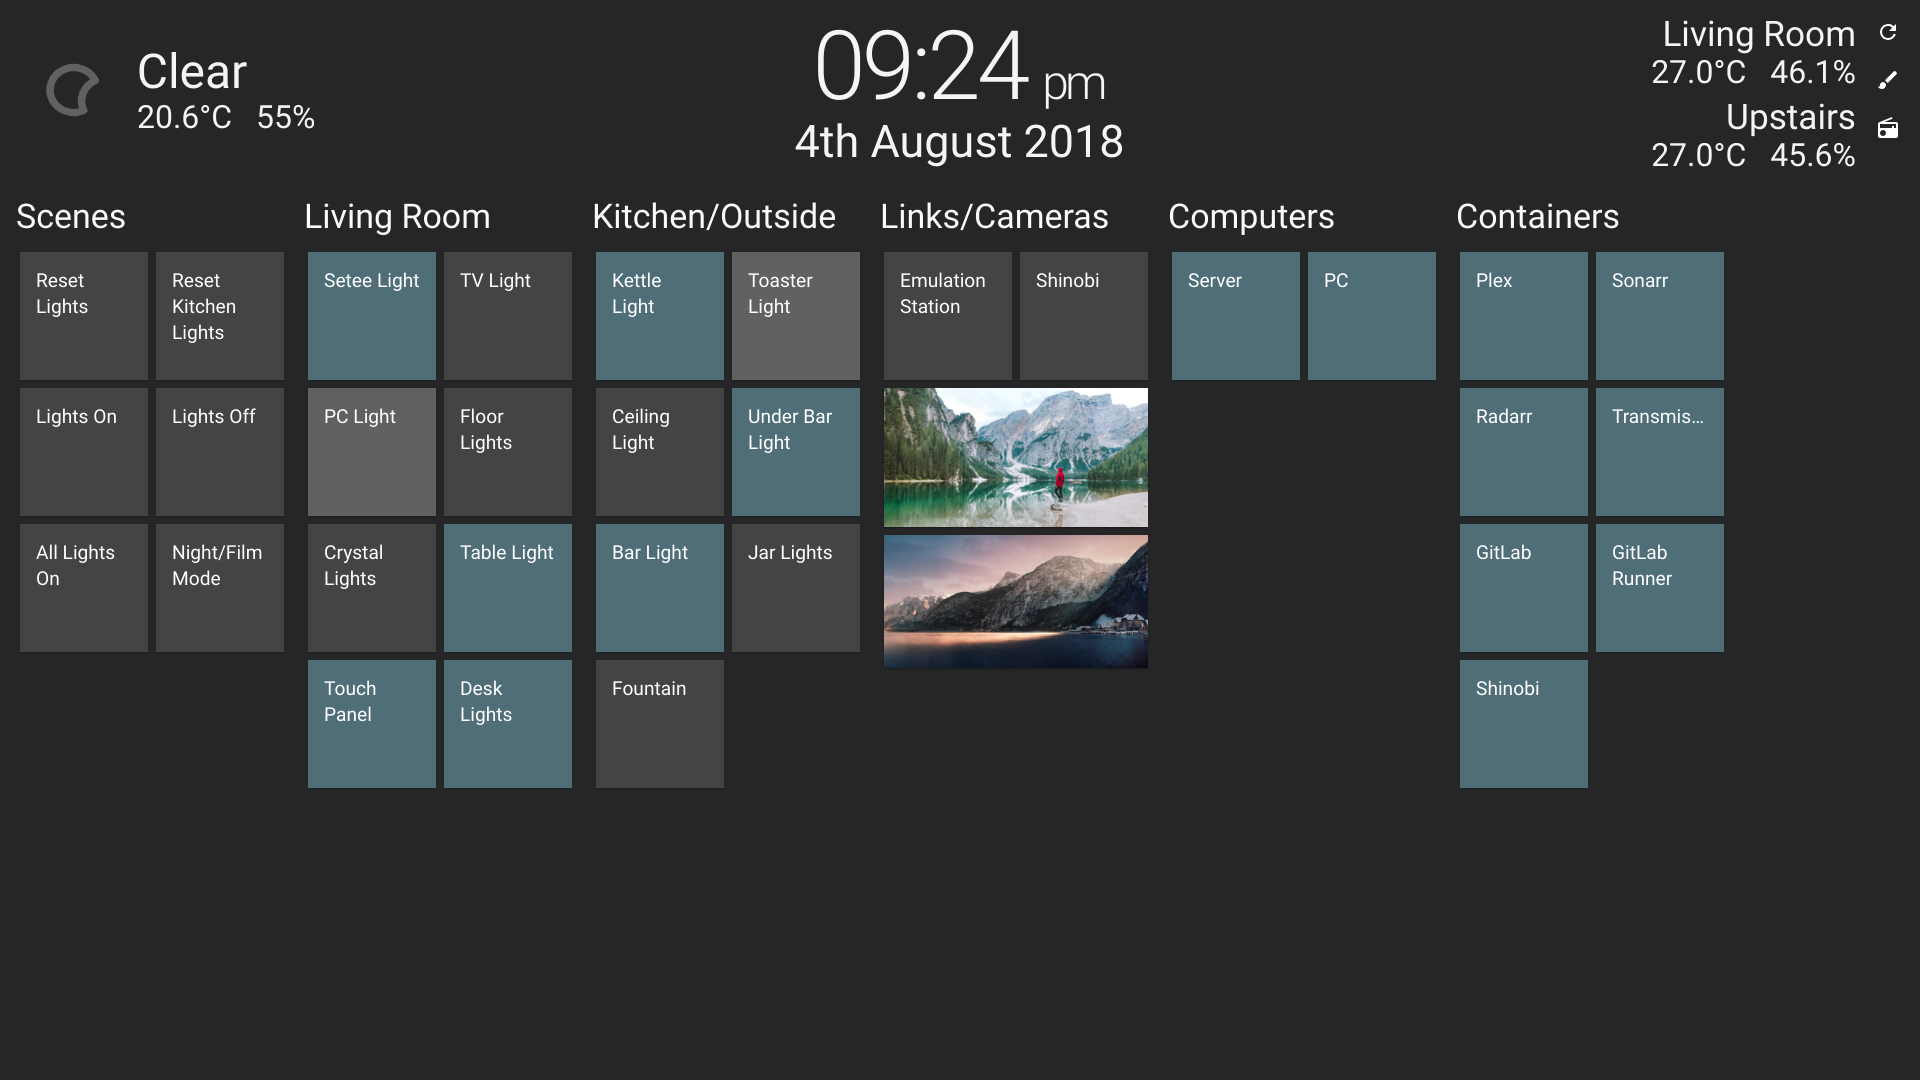 Clear
20.6°C 55%
09:24 pm
4th August 2018
Living Room
27.0°C 46.1%
Upstairs
27.0°C 45.6%
Scenes
Reset
Lights
Reset
Kitchen
Lights
Lights On
Lights Off
All Lights
On
Night/Film
Mode
Living Room
Setee Light
TV Light
PC Light
Floor
Lights
Crystal
Lights
Table Light
Touch
Panel
Desk
Lights
Kitchen/Outside
Kettle
Light
Toaster
Light
Ceiling
Light
Under Bar
Light
Bar Light
Jar Lights
Fountain
Links/Cameras
Emulation
Station
Shinobi
Computers
Server
PC
Containers
Plex
Sonarr
Radarr
Transmis...
GitLab
GitLab
Runner
Shinobi